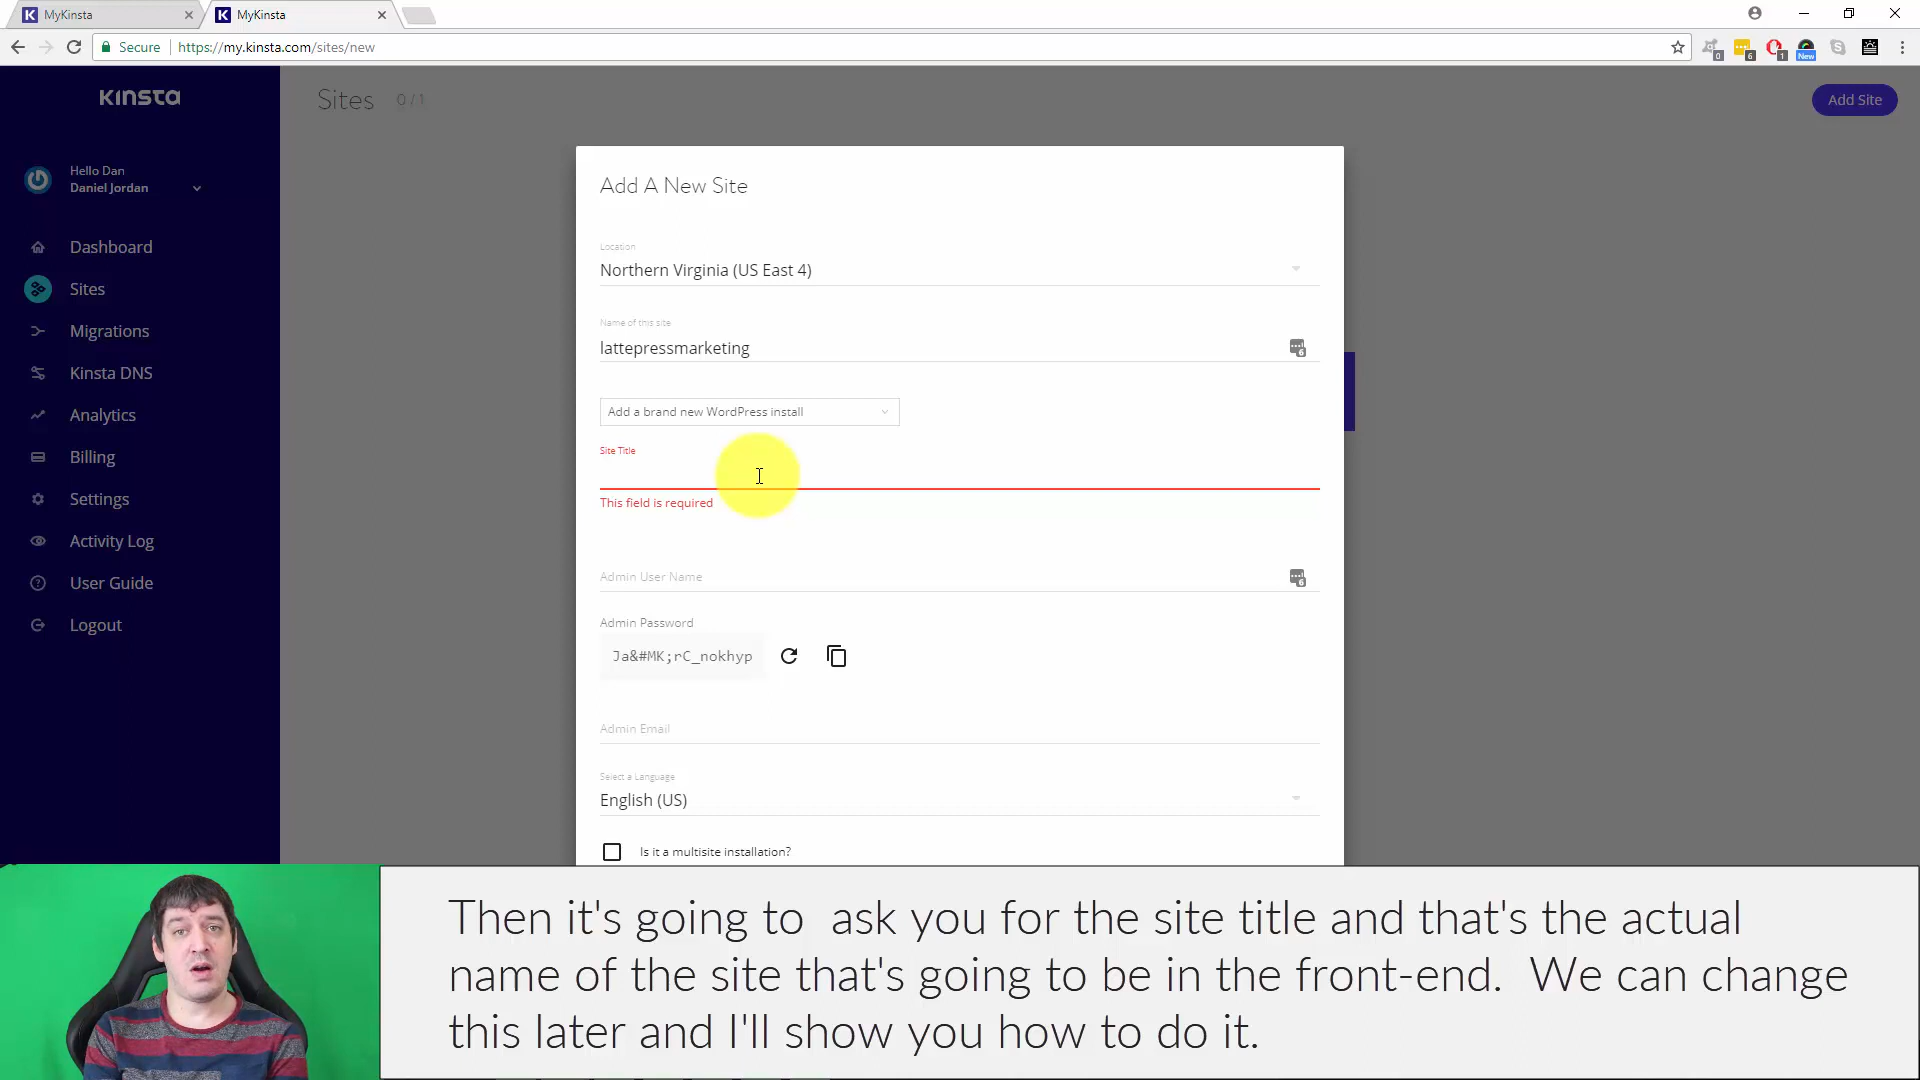 MyKinsta
MyKinsta
Secure
https://my.kinsta.com/sites/new
0
6
1
New
KINSTA
Sites 0 / 1
Add Site
Hello Dan
Daniel Jordan
Dashboard
Sites
Migrations
Kinsta DNS
Analytics
Billing
Settings
Activity Log
User Guide
Logout
Add A New Site
Location
Northern Virginia (US East 4)
Name of this site
lattepressmarketing
6
Add a brand new WordPress install
Site Title
This field is required
Admin User Name
6
Admin Password
Ja&#MK;rC_nokhyp
Admin Email
Select a Language
English (US)
Is it a multisite installation?
Then it's going to ask you for the site title and that's the actual
name of the site that's going to be in the front-end. We can change
this later and I'll show you how to do it.